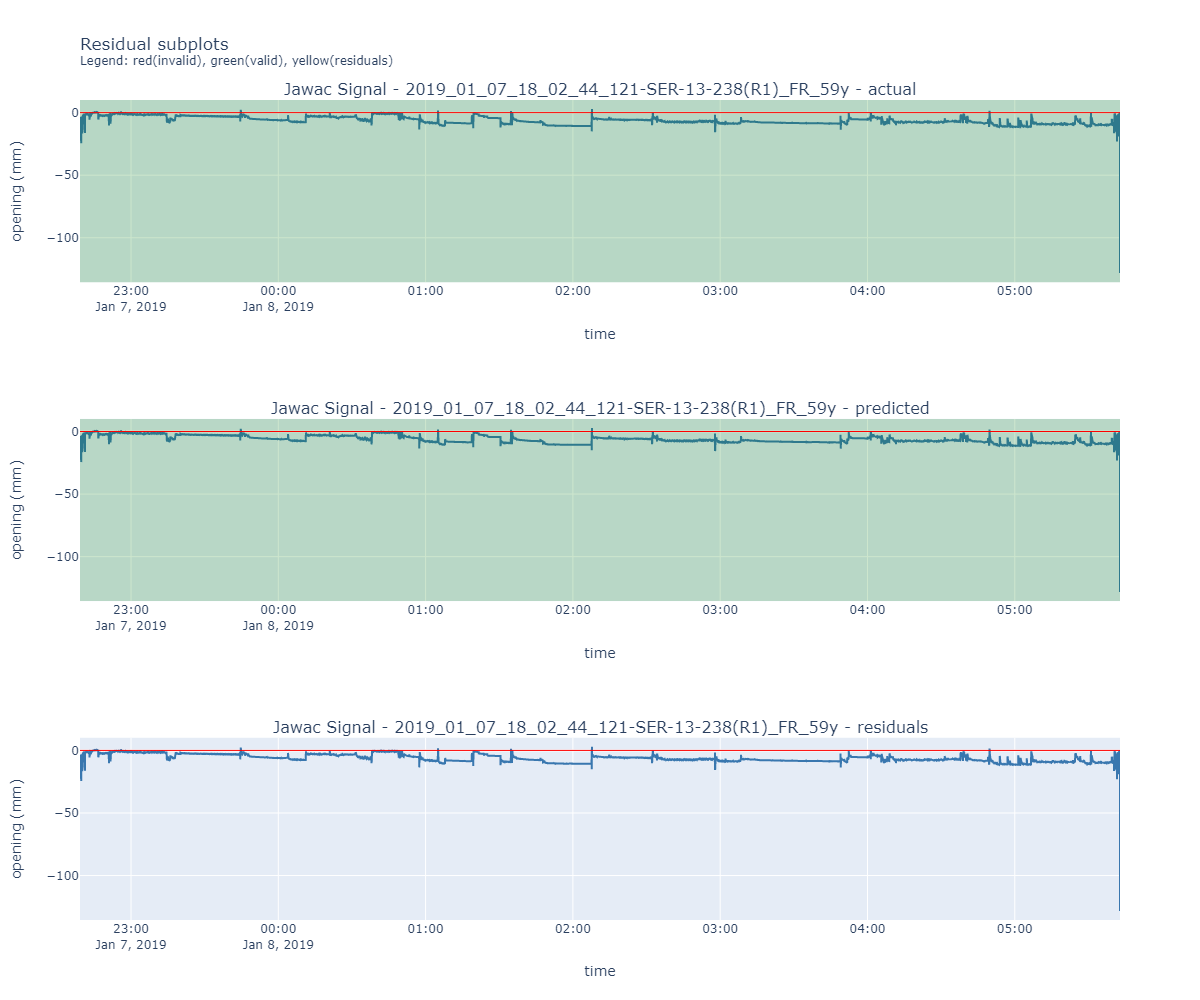 Residual subplots
Legend: red(invalid), green(valid), yellow(residuals)
Jawac Signal - 2019_01_07_18_02_44_121-SER-13-238(R1)_FR_59y - actual
0
−50
−100
opening (mm)
23:00 00:00 01:00 02:00 03:00 04:00 05:00
Jan 7, 2019 Jan 8, 2019
time
Jawac Signal - 2019_01_07_18_02_44_121-SER-13-238(R1)_FR_59y - predicted
0
−50
−100
opening (mm)
23:00 00:00 01:00 02:00 03:00 04:00 05:00
Jan 7, 2019 Jan 8, 2019
time
Jawac Signal - 2019_01_07_18_02_44_121-SER-13-238(R1)_FR_59y - residuals
0
−50
−100
opening (mm)
23:00 00:00 01:00 02:00 03:00 04:00 05:00
Jan 7, 2019 Jan 8, 2019
time